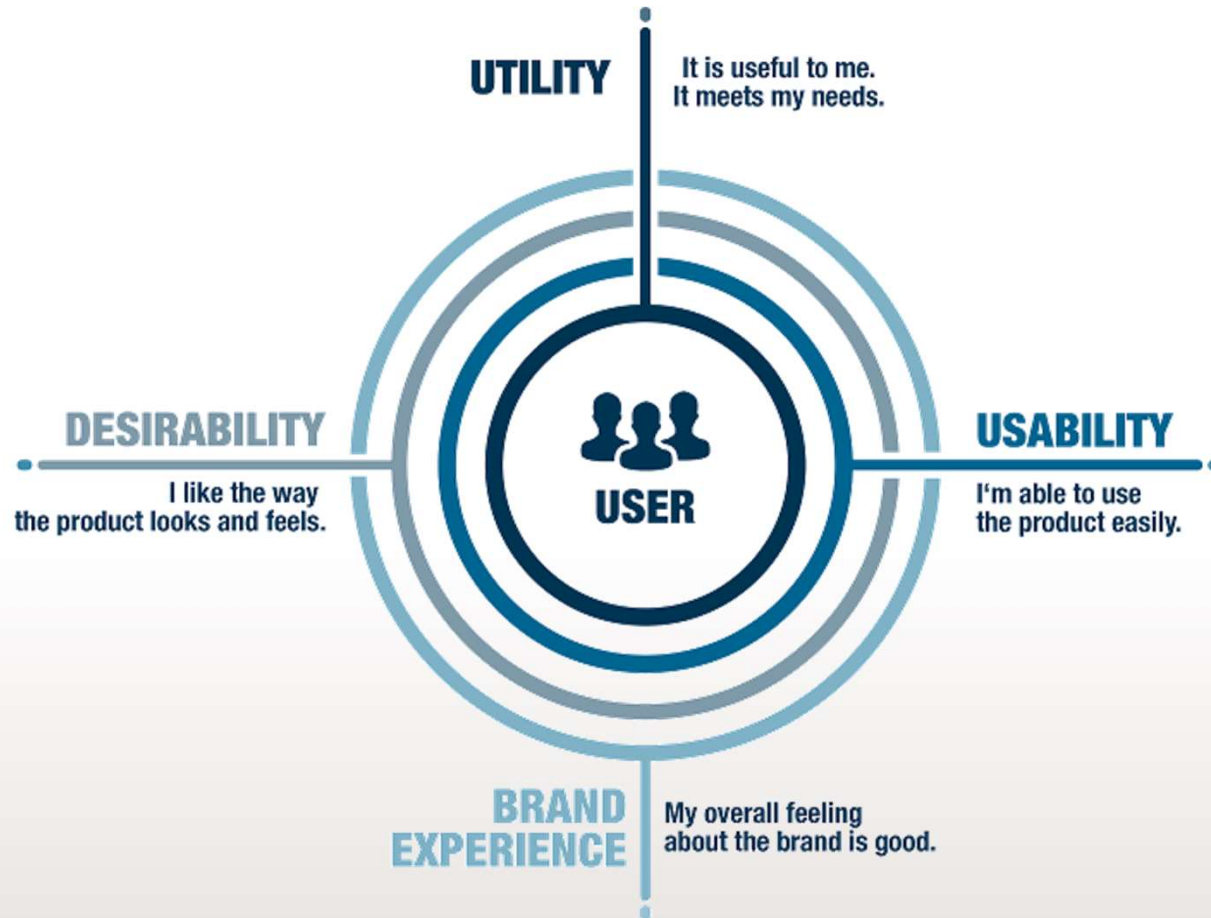 UTILITY
It is useful to me.
It meets my needs.
DESIRABILITY
I like the way
the product looks and feels.
USER
USABILITY
I'm able to use
the product easily.
BRAND
EXPERIENCE
My overall feeling
about the brand is good.